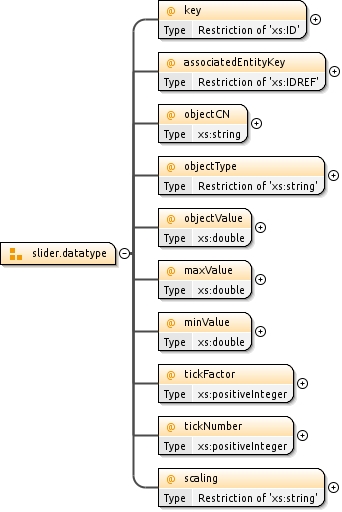 @ key
Type Restriction of 'xs:ID'
@ associatedEntityKey
Type Restriction of 'xs:IDREF'
@ objectCN
Type xs:string
@ objectType
Type Restriction of 'xs:string'
@ objectValue
Type xs:double
slider.datatype
@ maxValue
Type xs:double
@ minValue
Type xs:double
@ tickFactor
Type xs:positiveInteger
@ tickNumber
Type xs:positiveInteger
@ scaling
Type Restriction of 'xs:string'